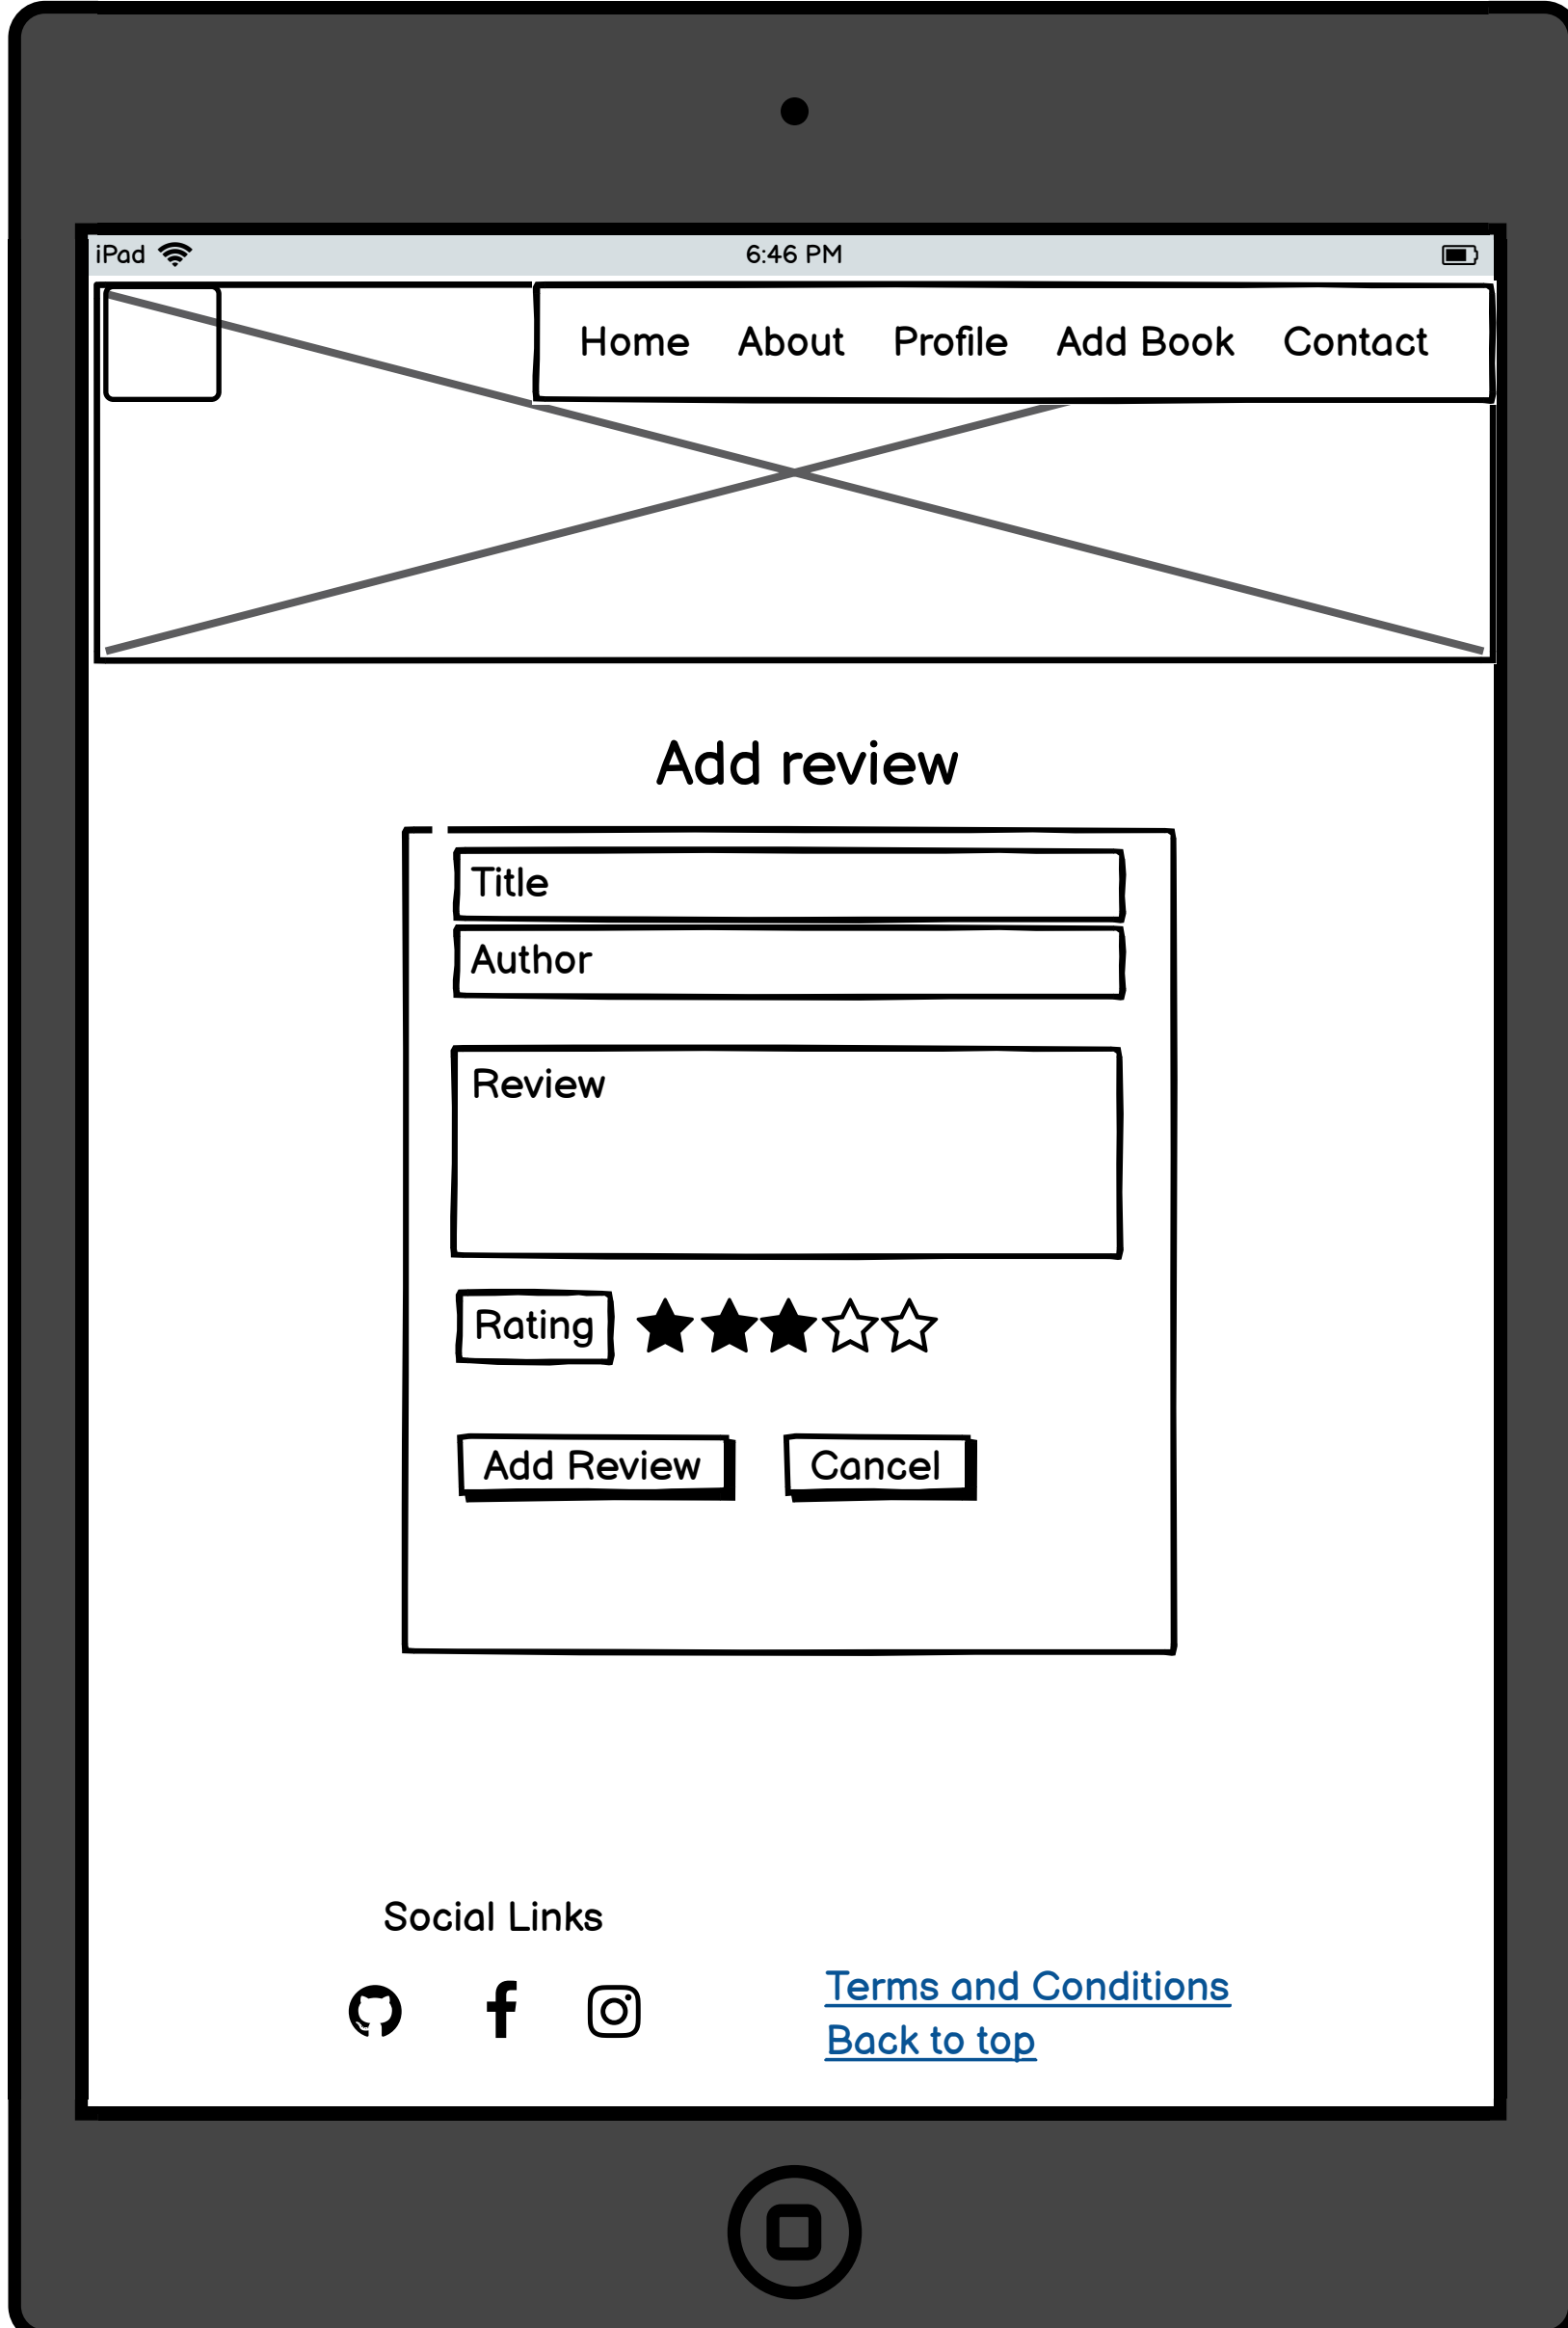 iPad 6:46 PM
Home About Profile Add Book Contact
Add review
Title
Author
Review
Rating
Add Review Cancel
Social Links
Terms and Conditions
Back to top